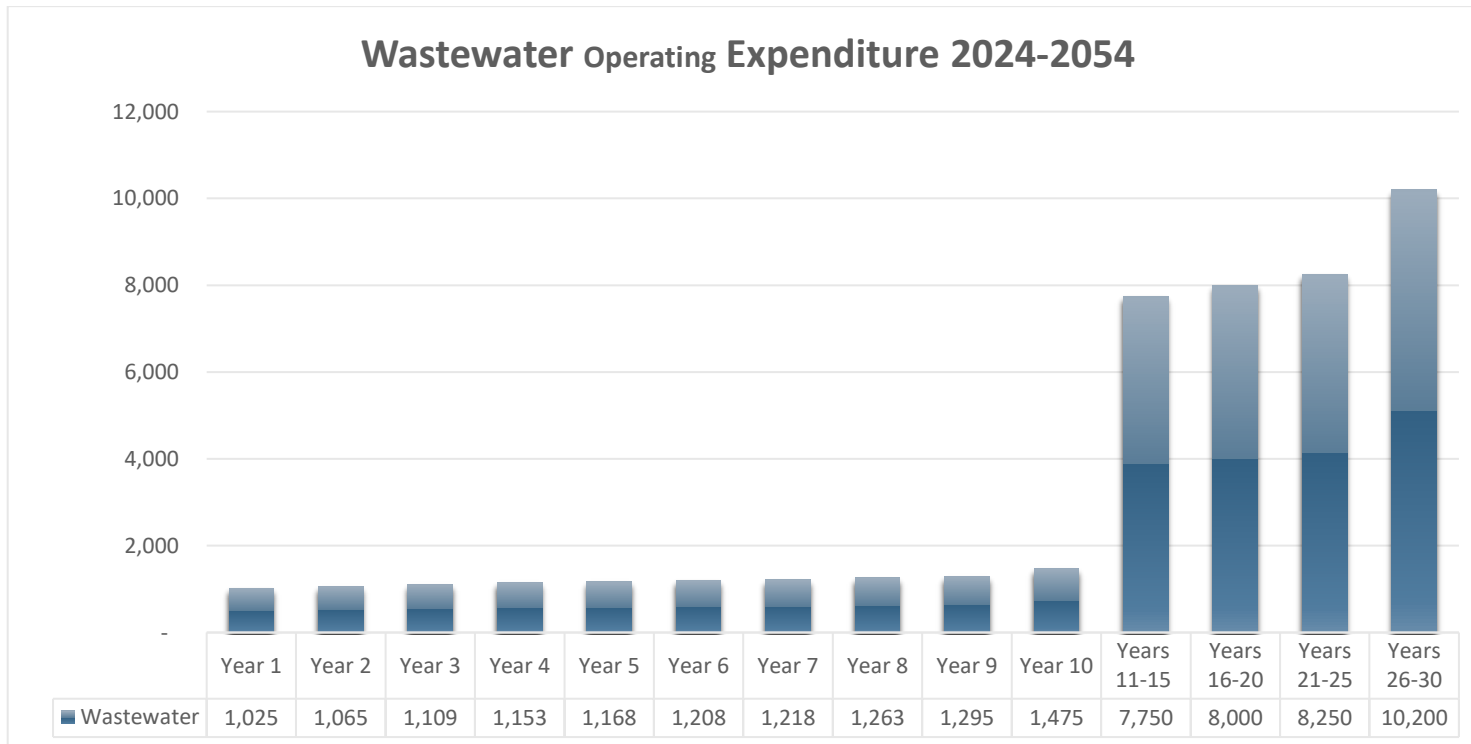 Wastewater Operating Expenditure 2024-2054
12,000
10,000
8,000
6,000
4,000
2,000
-
Year 1 Year 2 Year 3 Year 4 Year 5 Year 6 Year 7 Year 8 Year 9 Year 10 Years 11-15 Years 16-20 Years 21-25 Years 26-30
Wastewater 1,025 1,065 1,109 1,153 1,168 1,208 1,218 1,263 1,295 1,475 7,750 8,000 8,250 10,200